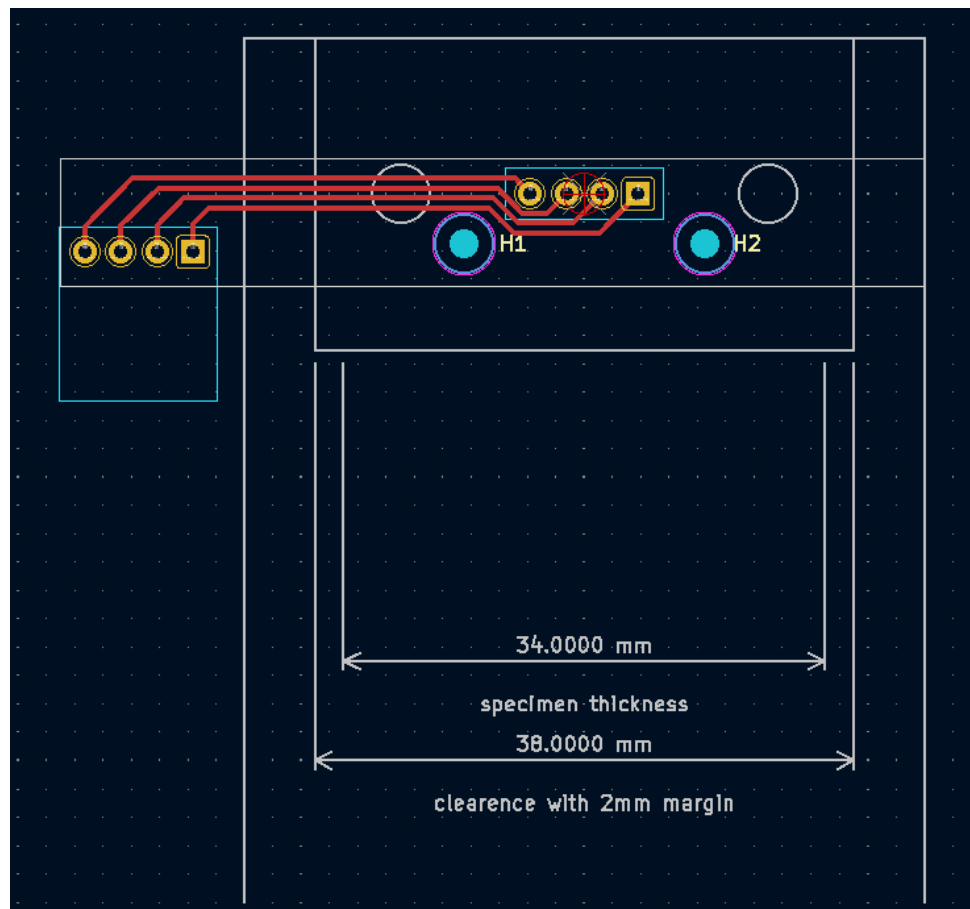 H1
H2
34.0000 mm
specimen thickness
38.0000 mm
clearence with 2mm margin